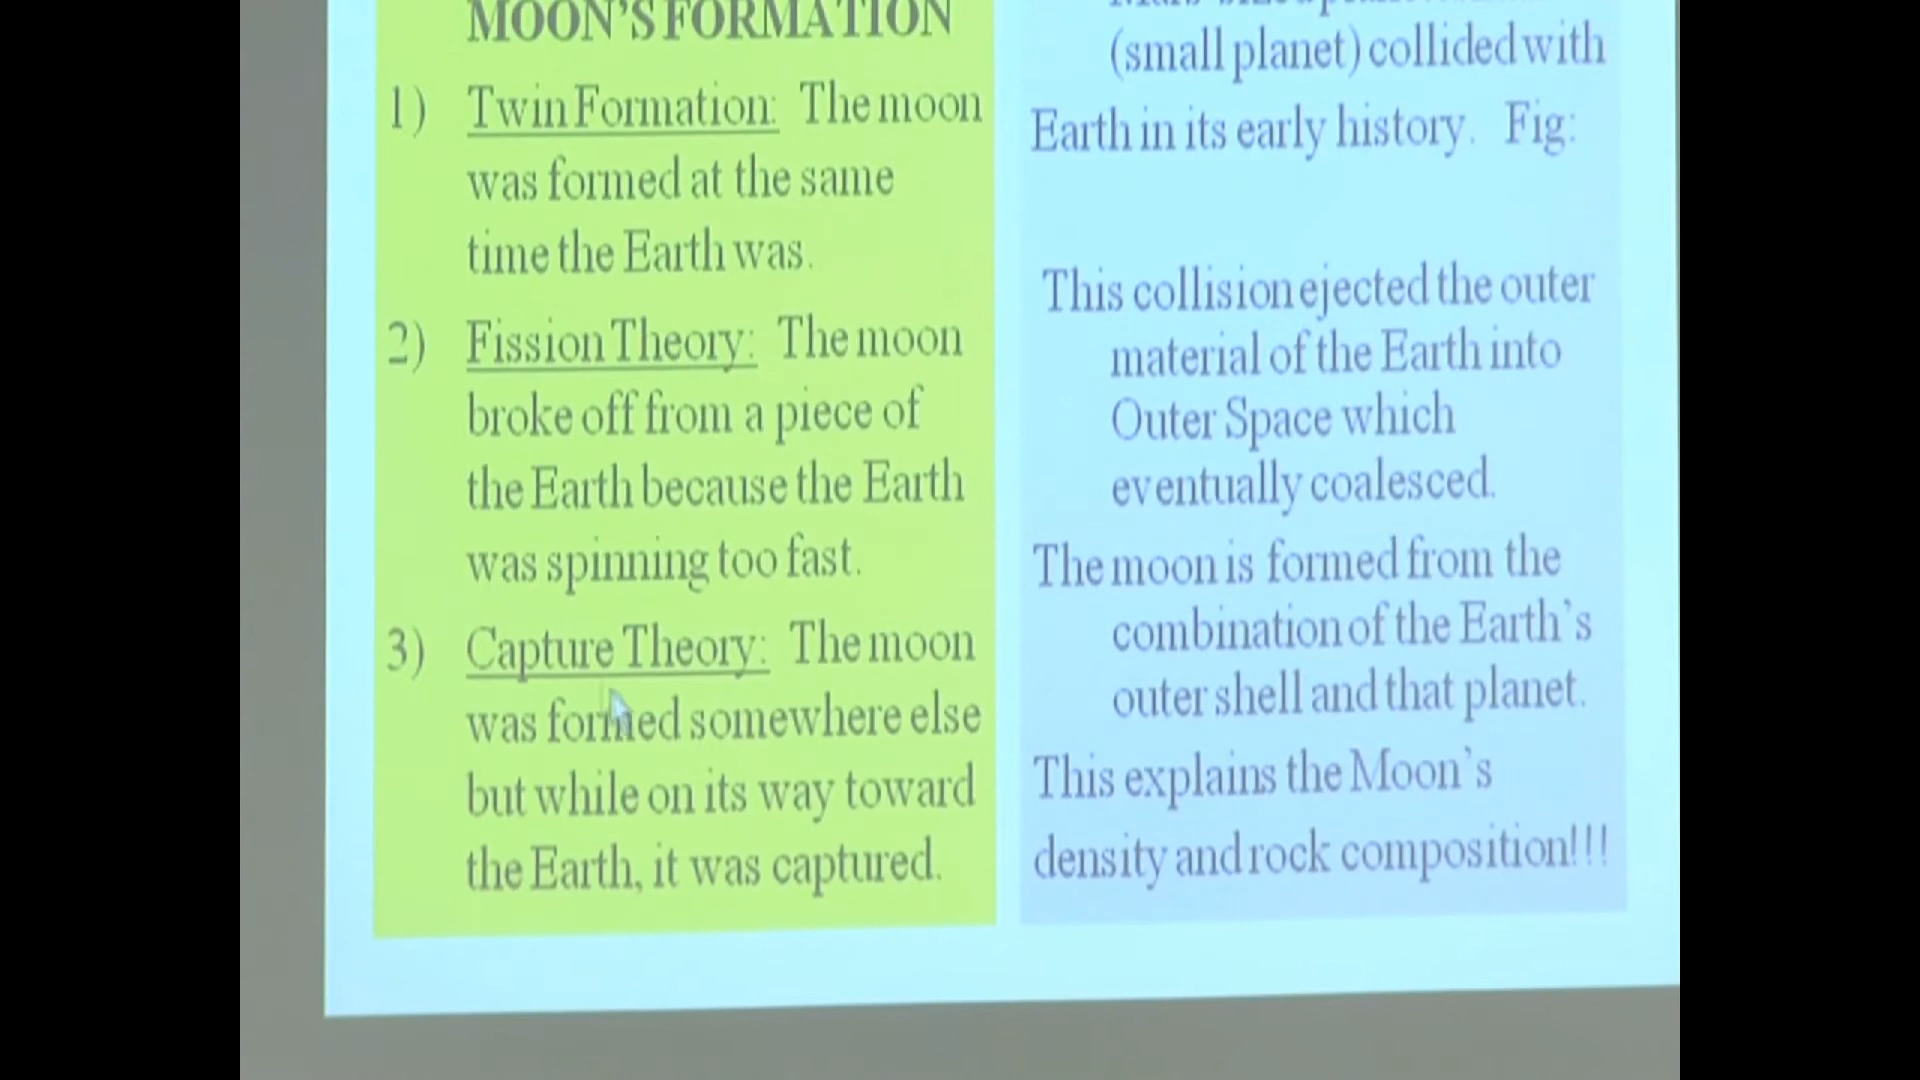 MOON'S FORMATION
1) Twin Formation: The moon
was formed at the same
time the Earth was.
2) Fission Theory: The moon
broke off from a piece of
the Earth because the Earth
was spinning too fast.
3) Capture Theory: The moon
was formed somewhere else
but while on its way toward
the Earth, it was captured.
(small planet) collided with
Earth in its early history. Fig:
This collision ejected the outer
material of the Earth into
Outer Space which
eventually coalesced.
The moon is formed from the
combination of the Earth's
outer shell and that planet.
This explains the Moon's
density and rock composition!!!